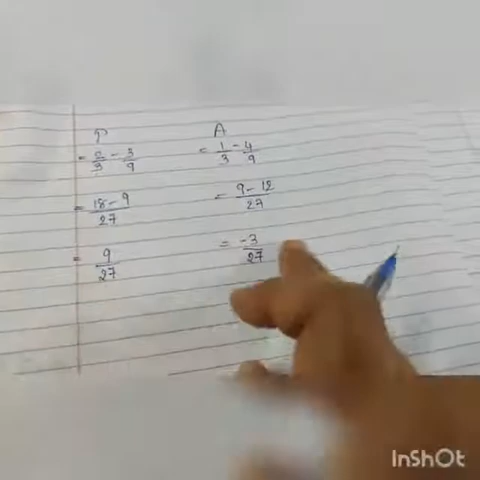 P A
= 2/3 - 3/9 = 1/3 - 4/9
= 18 - 9/27 = 9 - 12/27
= 9/27 = -3/27
InShOt